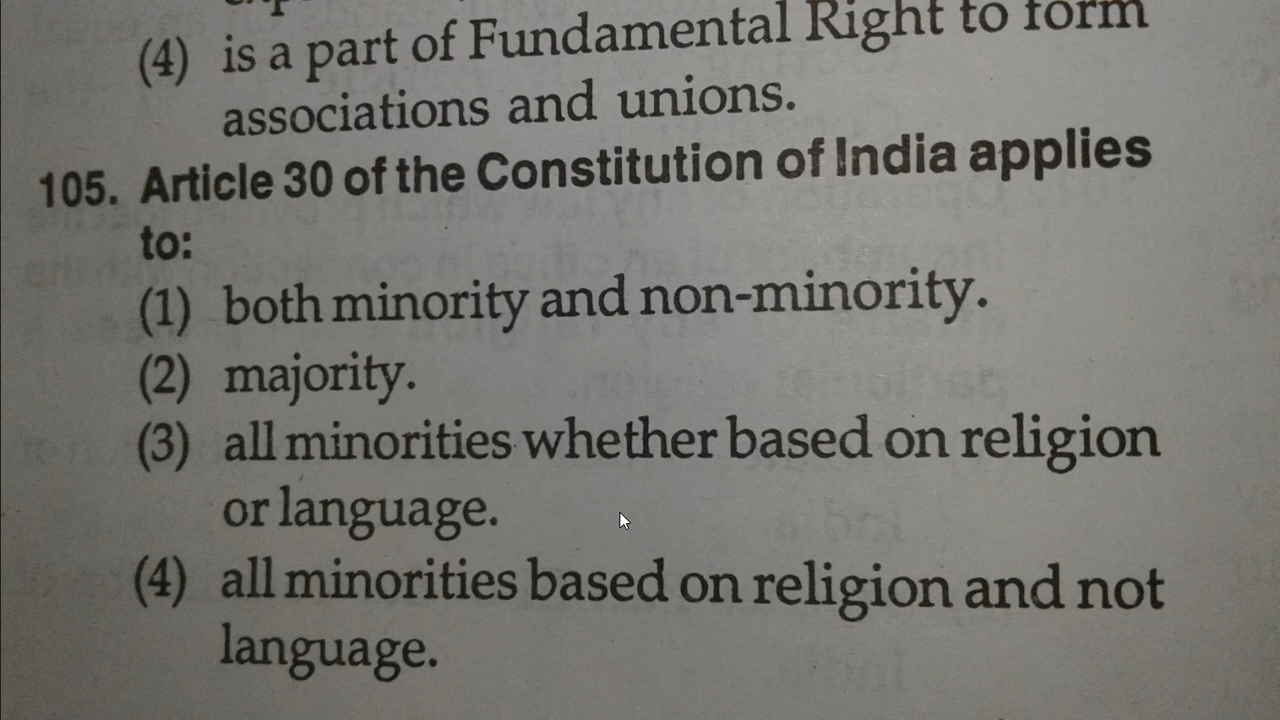 (4) is a part of Fundamental Right to form
associations and unions.
105. Article 30 of the Constitution of India applies
to:
(1) both minority and non-minority.
(2) majority.
(3) all minorities whether based on religion
or language.
(4) all minorities based on religion and not
language.